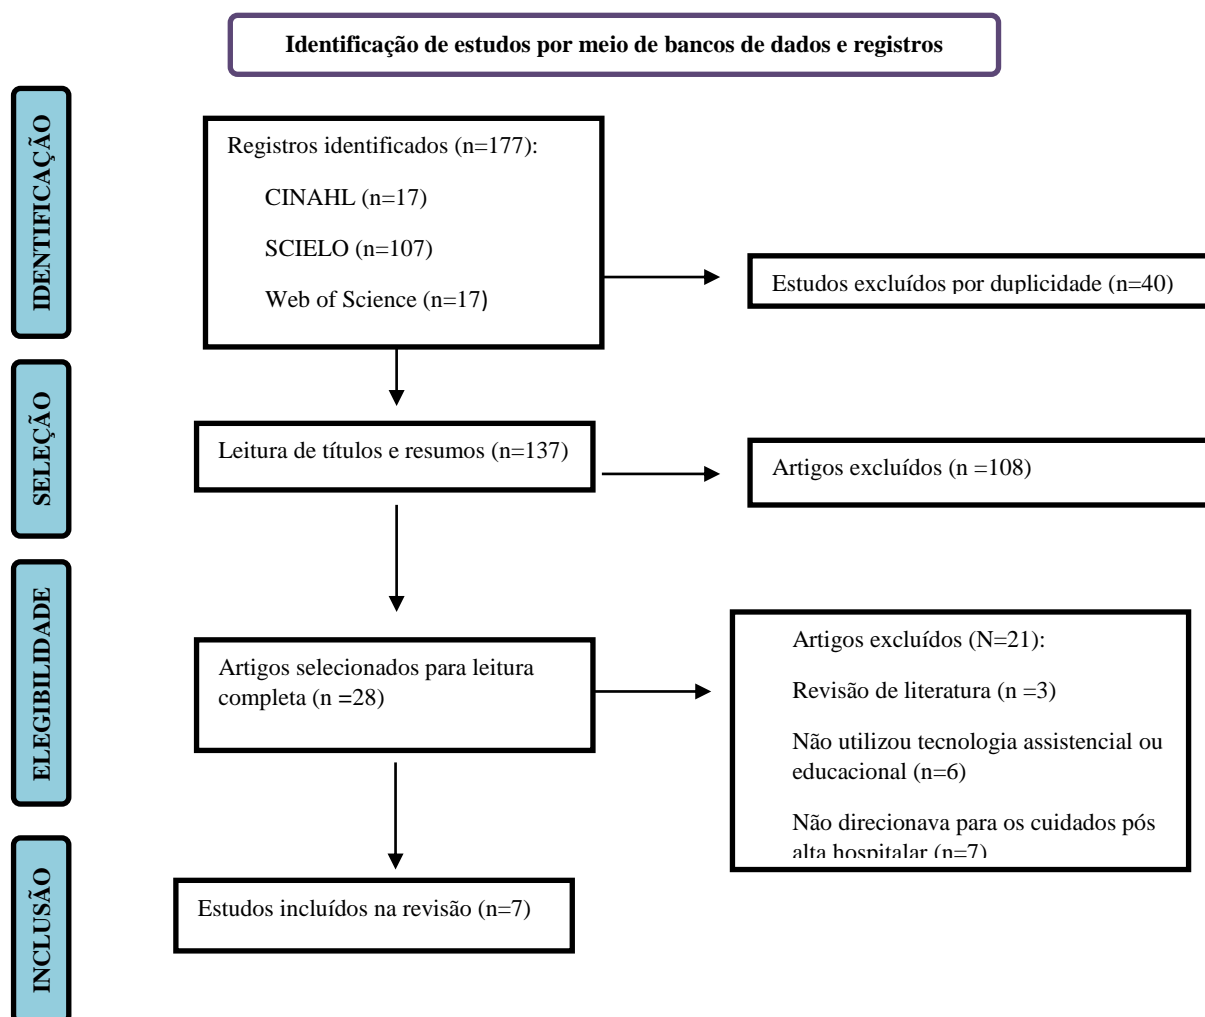 Identificação de estudos por meio de bancos de dados e registros
IDENTIFICAÇÃO
Registros identificados (n=177):
CINAHL (n=17)
SCIELO (n=107)
Web of Science (n=17)
Estudos excluídos por duplicidade (n=40)
SELEÇÃO
Leitura de títulos e resumos (n=137)
Artigos excluídos (n =108)
ELEGIBILIDADE
Artigos selecionados para leitura
completa (n =28)
Artigos excluídos (N=21):
Revisão de literatura (n =3)
Não utilizou tecnologia assistencial ou
educacional (n=6)
Não direcionava para os cuidados pós
alta hospitalar (n=7)
INCLUSÃO
Estudos incluídos na revisão (n=7)